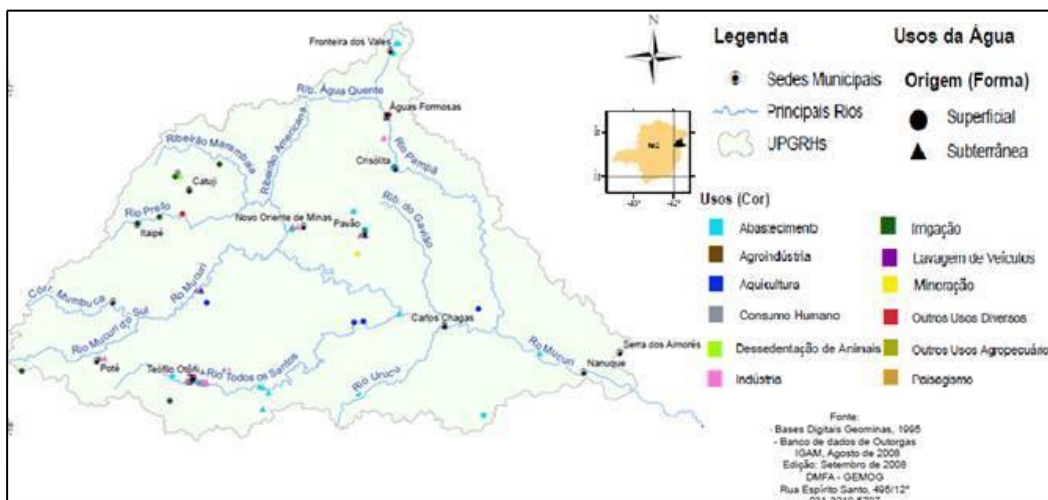 Fronteira dos Vales
Rib. Água Quente
Águas Formosas
Ribeirão Americana
Ribeirão Marambaia
Rio Pampã
Crisólita
Catuji
Rib. do Gavião
Rio Preto
Novo Oriente de Minas
Pavão
Itaipé
Rio Mucuri
Córr. Mumbuca
Carlos Chagas
Rio Mucuri do Sul
Rio Mucuri
Serra dos Aimorés
Poté
Rio Todos os Santos
Nanuque
Rio Urucu
N
MG
Legenda
Sedes Municipais
Principais Rios
UPGRHs
Usos da Água
Origem (Forma)
Superficial
Subterrânea
Usos (Cor)
Abastecimento
Agroindústria
Aquicultura
Consumo Humano
Dessedentação de Animais
Indústria
Irrigação
Lavagem de Veículos
Mineração
Outros Usos Diversos
Outros Usos Agropecuário
Paisagismo
Fonte:
- Bases Digitais Geominas, 1995
- Banco de dados de Outorgas
IGAM, Agosto de 2008
Edição: Setembro de 2008
DMFA - GEMOG
Rua Espírito Santo, 495/12°